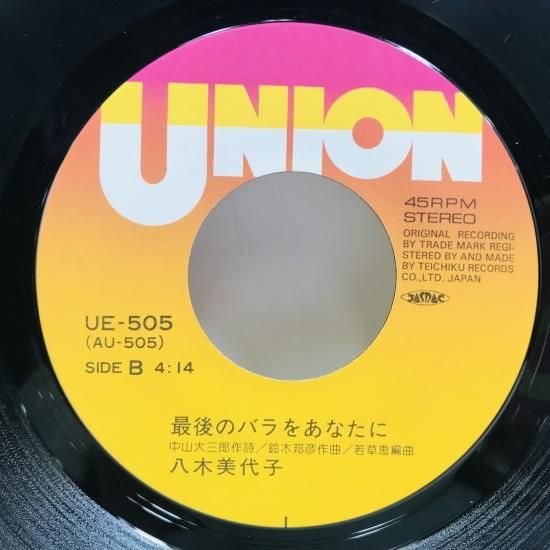 UNION
45RPM
STEREO
ORIGINAL RECORDING
BY TRADE MARK REGI-
STERED BY AND MADE
BY TEICHIKU RECORDS
CO.,LTD. JAPAN
JASRAC
UE-505
(AU-505)
SIDE B 4:14
最後のバラをあなたに
中山大三郎作詩/鈴木邦彦作曲/若草恵編曲
八木美代子